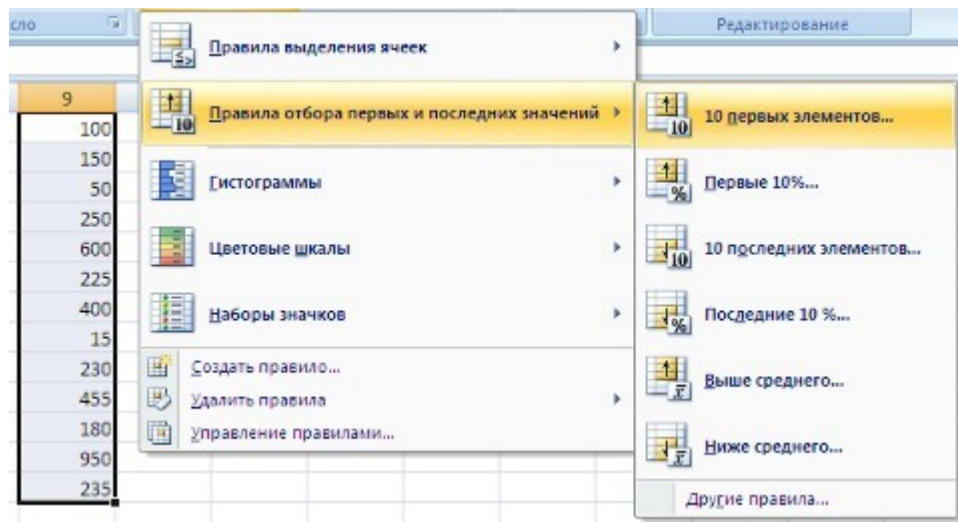 сло
Редактирование
9
100
150
50
250
600
225
400
15
230
455
180
950
235
Правила выделения ячеек
Правила отбора первых и последних значений
Гистограммы
Цветовые шкалы
Наборы значков
Создать правило...
Удалить правила
Управление правилами...
10 первых элементов...
Первые 10%...
10 последних элементов...
Последние 10 %...
Выше среднего...
Ниже среднего...
Другие правила...